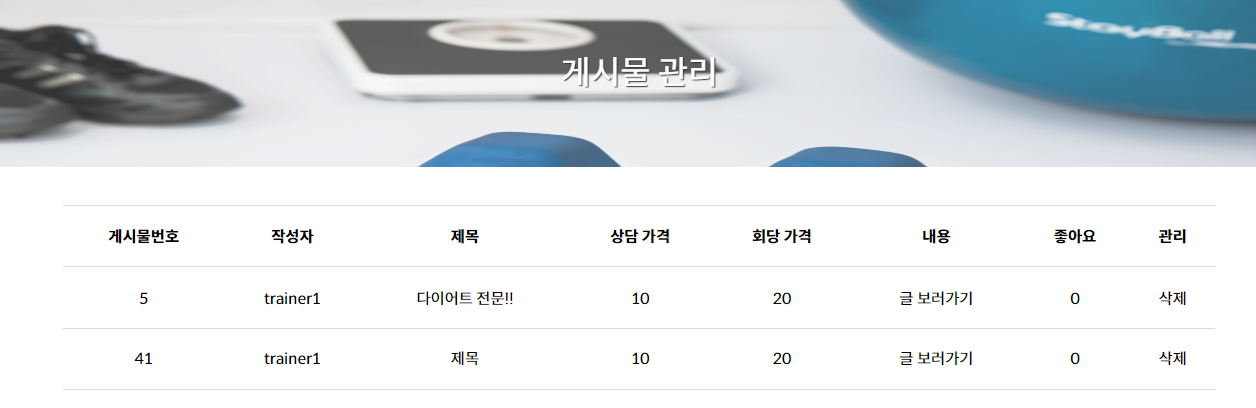 StayBall
게시물 관리
게시물번호 작성자 제목 상담 가격 회당 가격 내용 좋아요 관리
5 trainer1 다이어트 전문!! 10 20 글 보러가기 0 삭제
41 trainer1 제목 10 20 글 보러가기 0 삭제